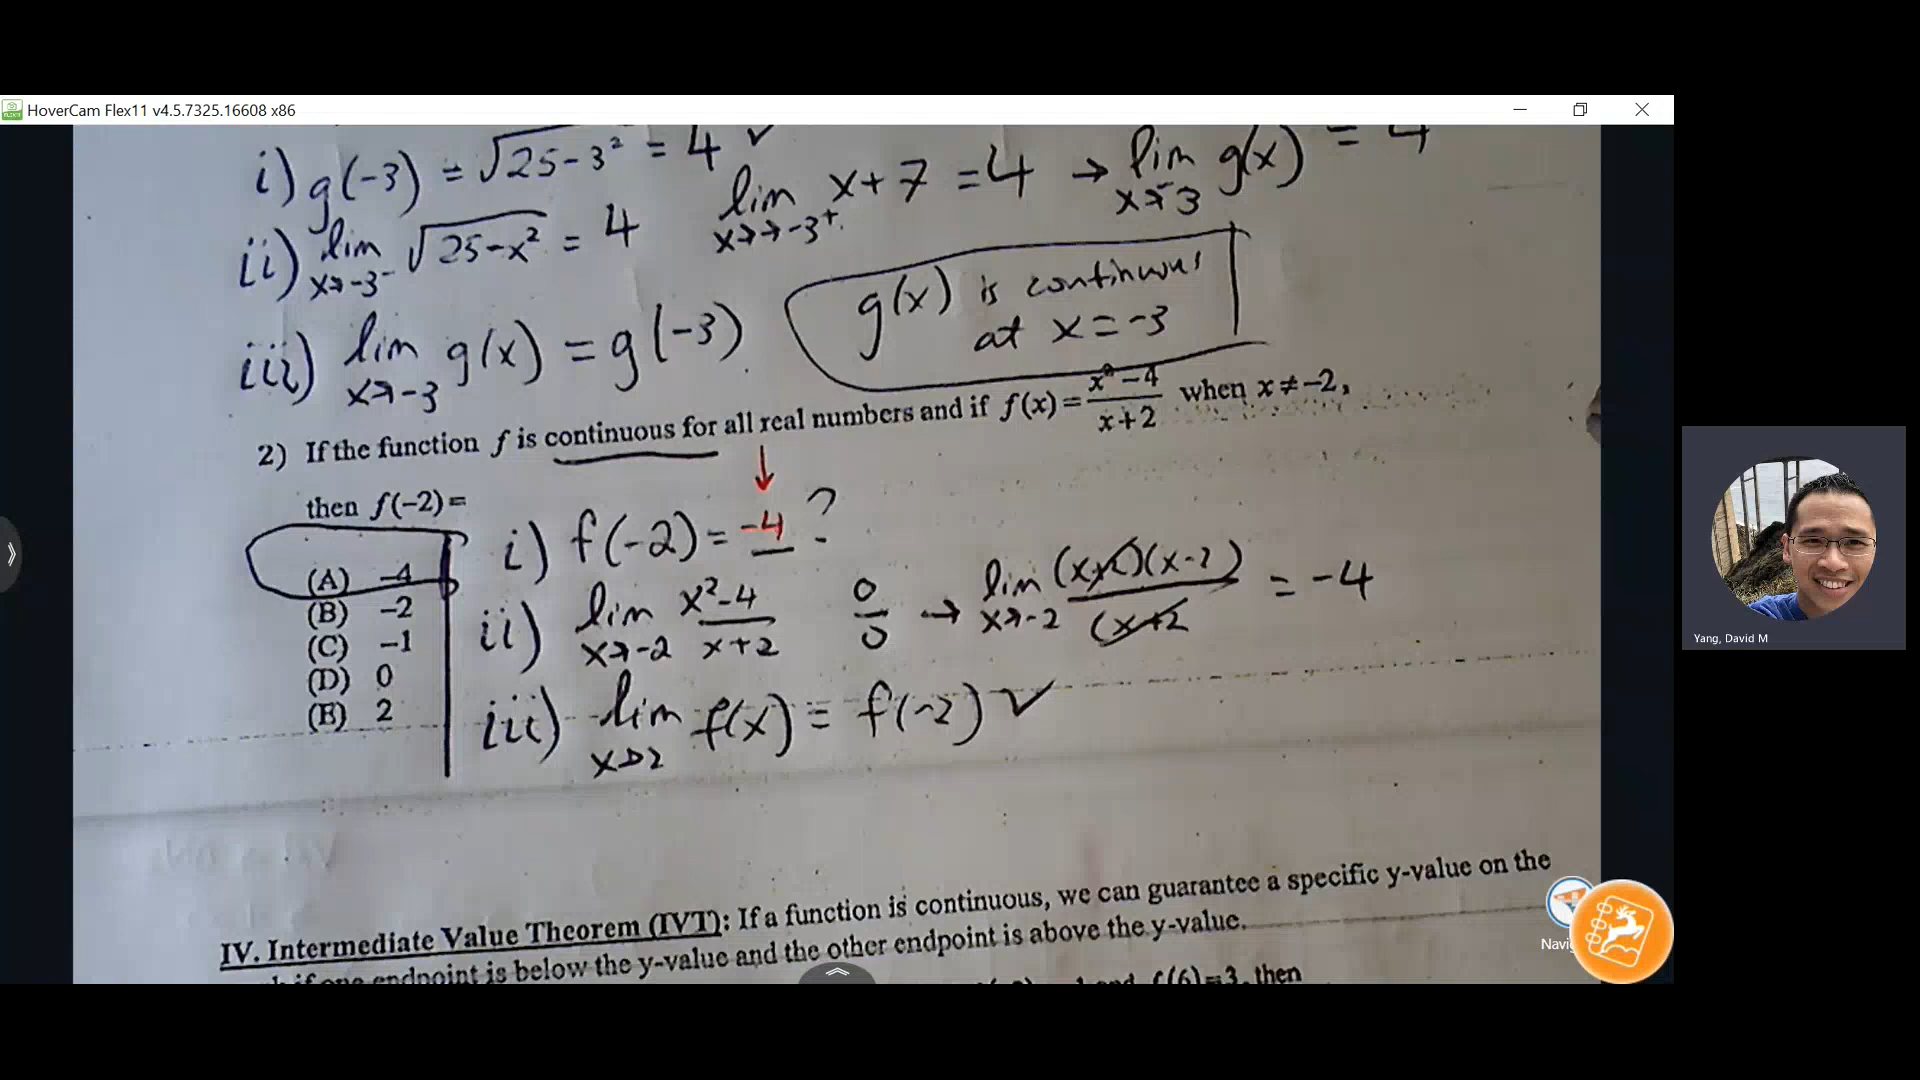 HoverCam Flex11 v4.5.7325.16608 x86
i) g(-3) = √25-3² = 4 ✓
lim x→-3⁺ x+7 = 4 → lim x→-3 g(x) = 4
ii) lim x→-3⁻ √25-x² = 4
g(x) is continuous
at x=-3
iii) lim x→-3 g(x) = g(-3)
2) If the function f is continuous for all real numbers and if f(x) = x²-4 / x+2 when x ≠ -2,
then f(-2)=
i) f(-2) = -4 ?
(A) -4
(B) -2
(C) -1
(D) 0
(E) 2
ii) lim x→-2 x²-4 / x+2 0/0 → lim x→-2 (x+2)(x-2) / (x+2 = -4
iii) lim x→2 f(x) = f(-2) ✓
IV. Intermediate Value Theorem (IVT): If a function is continuous, we can guarantee a specific y-value on the
if one endpoint is below the y-value and the other endpoint is above the y-value.
and f(6)=3, then
Yang, David M